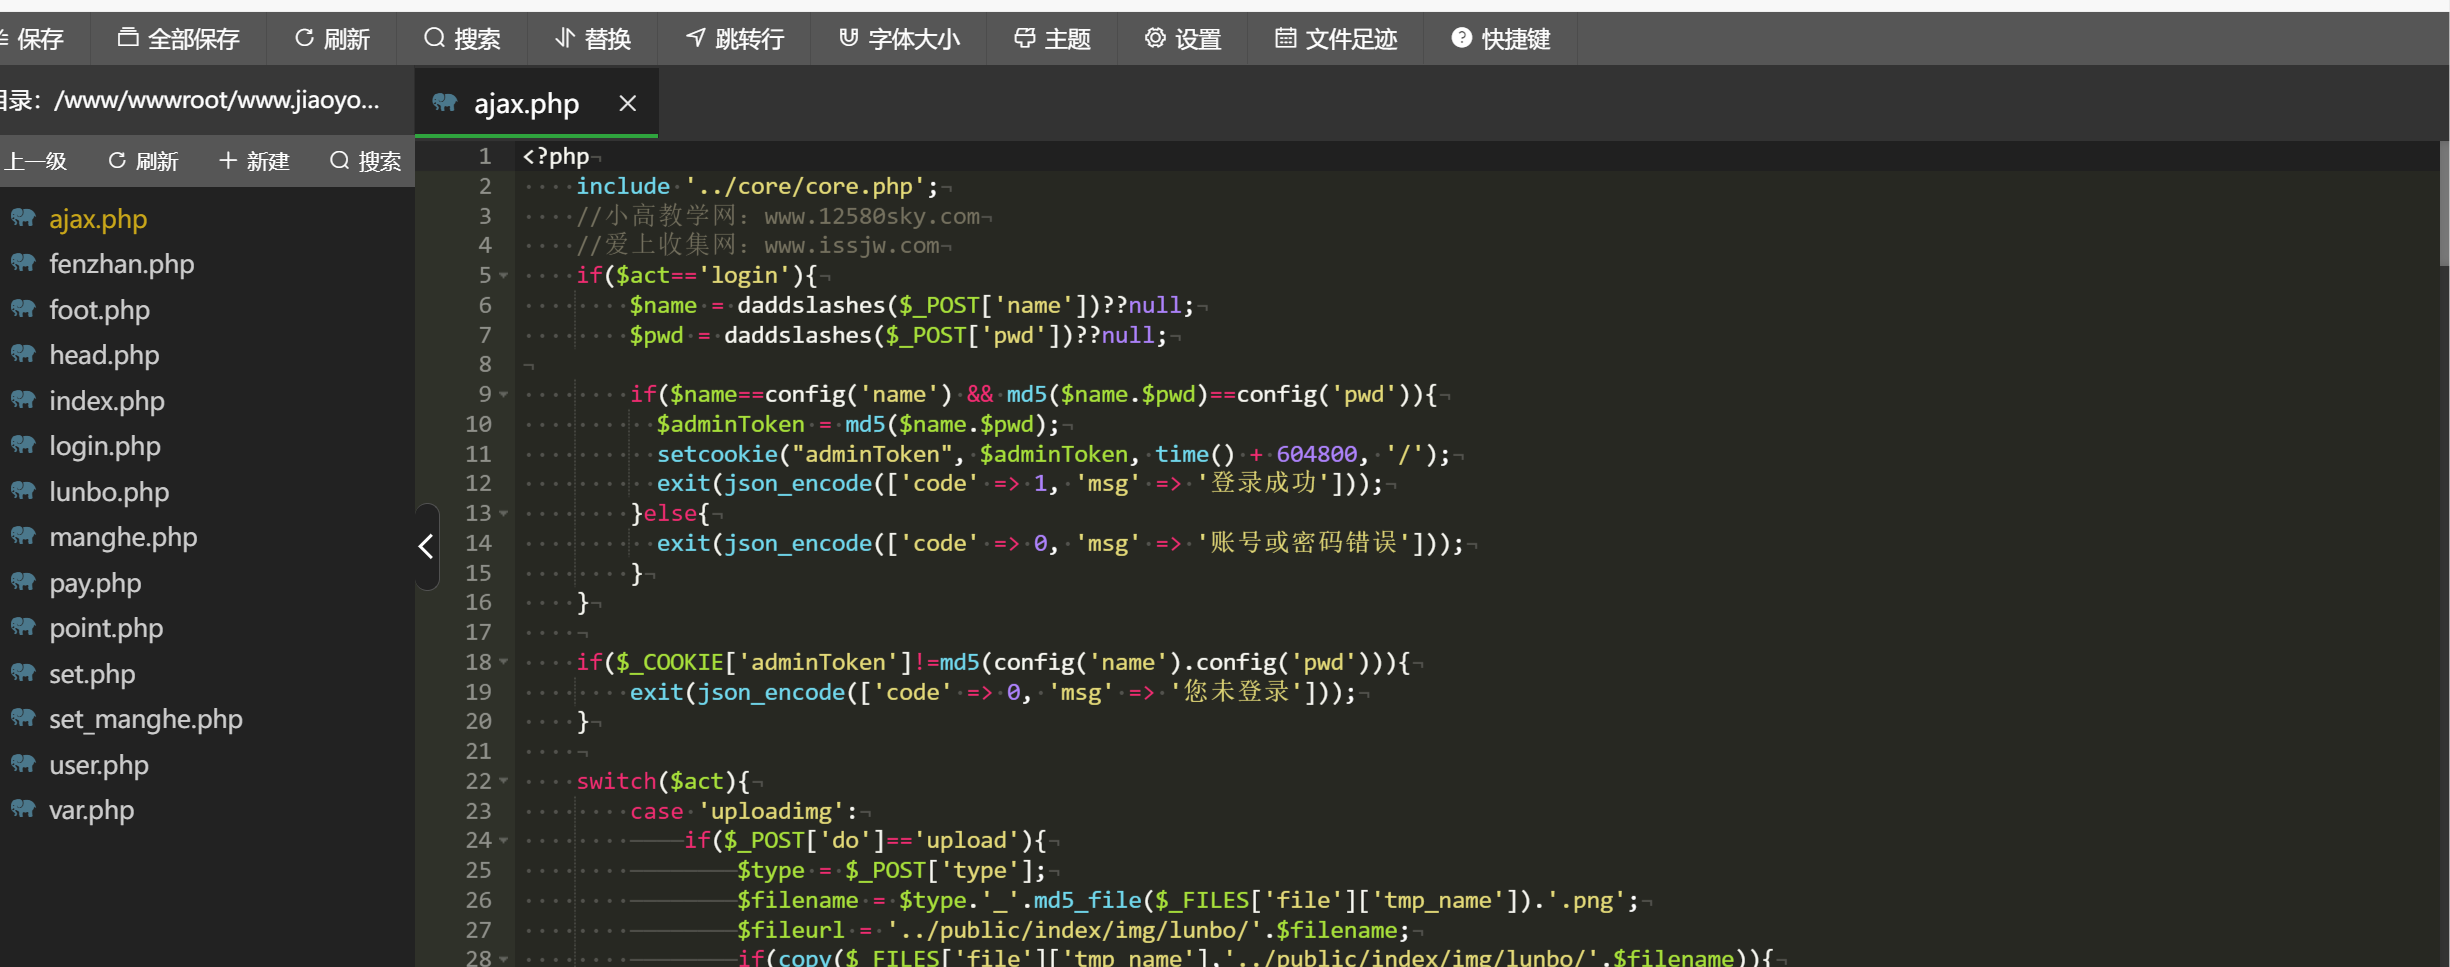 保存 全部保存 刷新 搜索 替换 跳转行 字体大小 主题 设置 文件足迹 快捷键
目录：/www/wwwroot/www.jiaoyo...
ajax.php
上一级 刷新 新建 搜索
ajax.php
fenzhan.php
foot.php
head.php
index.php
login.php
lunbo.php
manghe.php
pay.php
point.php
set.php
set_manghe.php
user.php
var.php
1 <?php
2 include '../core/core.php';
3 //小高教学网：www.12580sky.com
4 //爱上收集网：www.issjw.com
5 if($act=='login'){
6 $name = daddslashes($_POST['name'])??null;
7 $pwd = daddslashes($_POST['pwd'])??null;
8
9 if($name==config('name') && md5($name.$pwd)==config('pwd')){
10 $adminToken = md5($name.$pwd);
11 setcookie("adminToken", $adminToken, time() + 604800, '/');
12 exit(json_encode(['code' => 1, 'msg' => '登录成功']));
13 }else{
14 exit(json_encode(['code' => 0, 'msg' => '账号或密码错误']));
15 }
16 }
17
18 if($_COOKIE['adminToken']!=md5(config('name').config('pwd'))){
19 exit(json_encode(['code' => 0, 'msg' => '您未登录']));
20 }
21
22 switch($act){
23 case 'uploadimg':
24 if($_POST['do']=='upload'){
25 $type = $_POST['type'];
26 $filename = $type.'_'.md5_file($_FILES['file']['tmp_name']).'.png';
27 $fileurl = '../public/index/img/lunbo/'.$filename;
28 if(copy($_FILES['file']['tmp_name'],'../public/index/img/lunbo/'.$filename)){